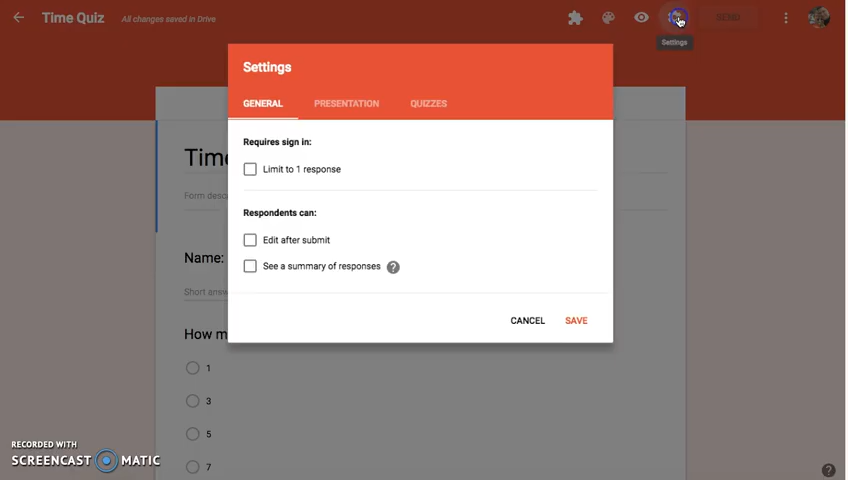 Time Quiz
All changes saved in Drive
SEND
Settings
Settings
GENERAL PRESENTATION QUIZZES
Requires sign in:
Limit to 1 response
Respondents can:
Edit after submit
See a summary of responses ?
CANCEL SAVE
Form
Name:
Short
How
1
3
5
7
RECORDED WITH
SCREENCAST MATIC
?